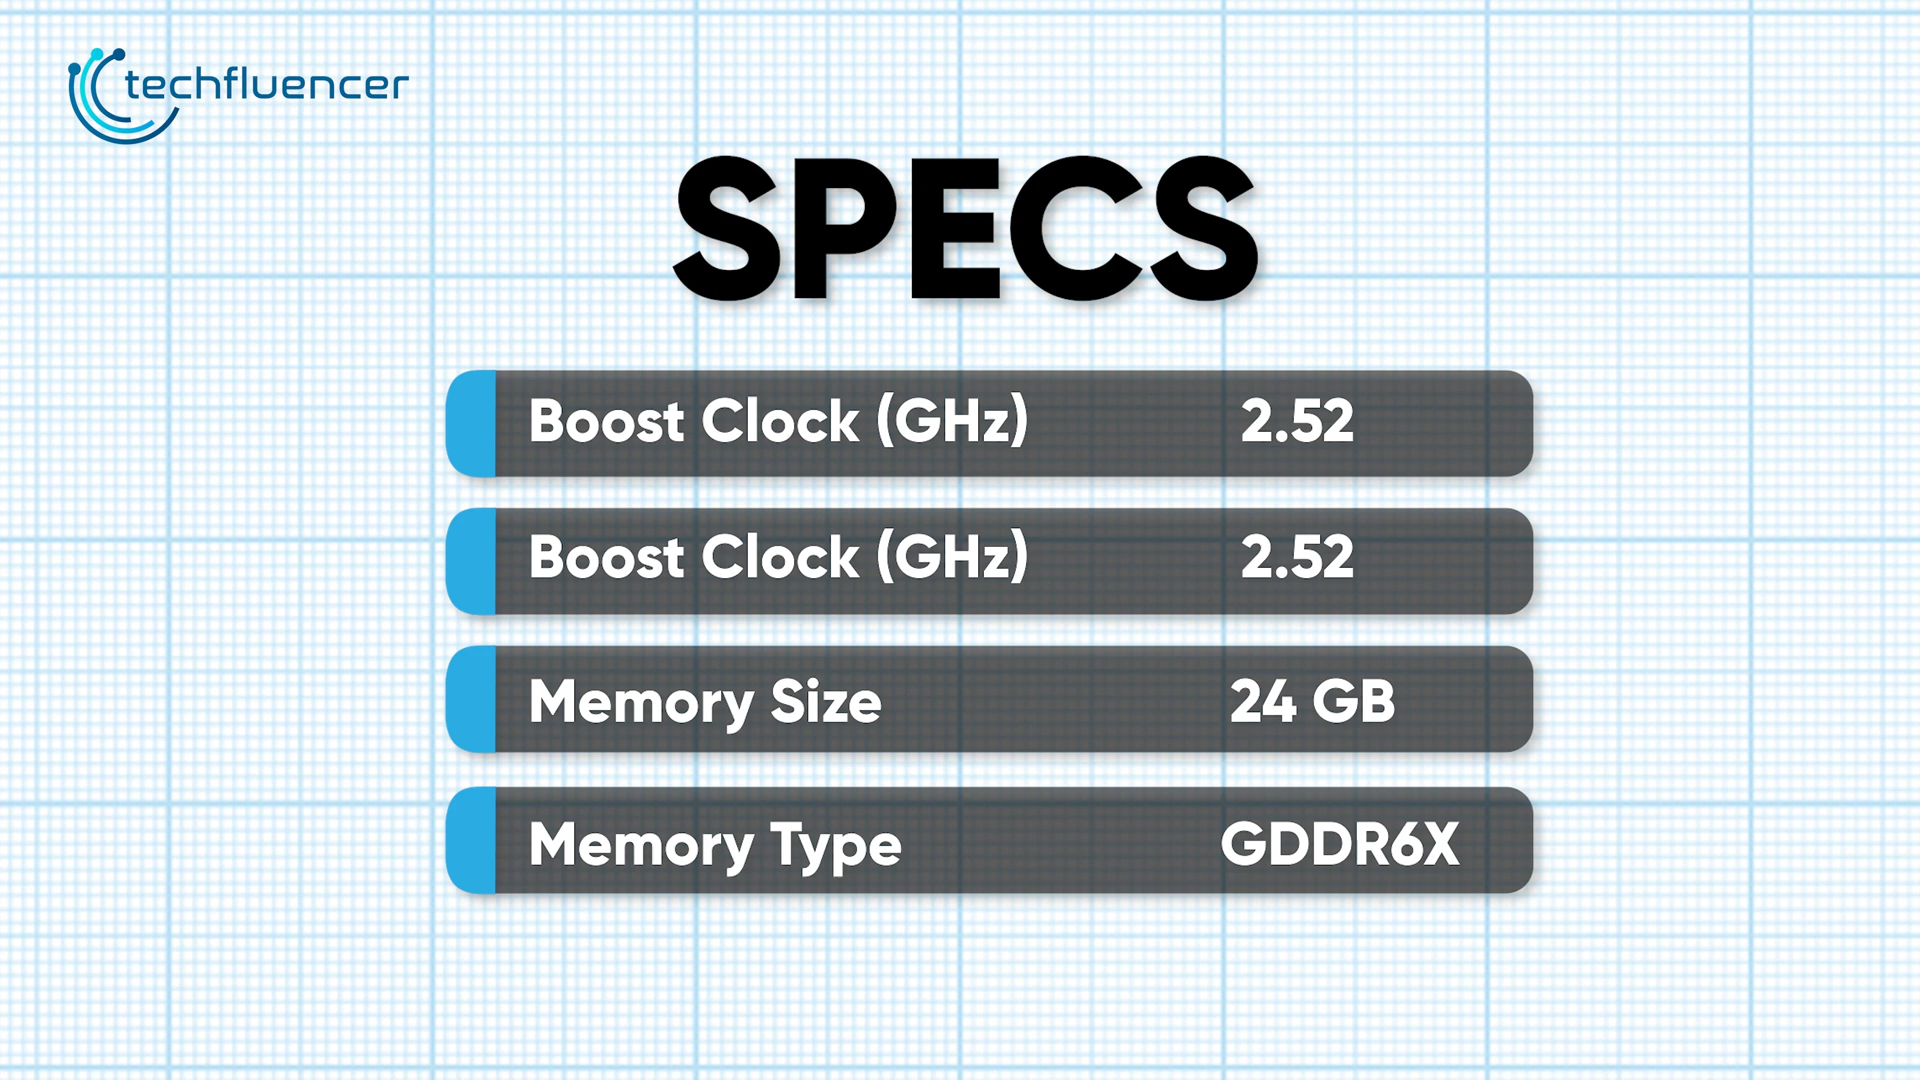 techfluencer
SPECS
Boost Clock (GHz) 2.52
Boost Clock (GHz) 2.52
Memory Size 24 GB
Memory Type GDDR6X